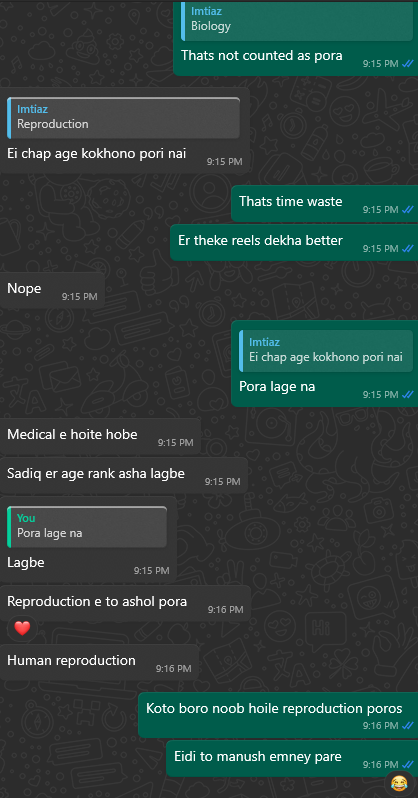 Imtiaz
Biology
Thats not counted as pora
9:15 PM
Imtiaz
Reproduction
Ei chap age kokhono pori nai
9:15 PM
Thats time waste
9:15 PM
Er theke reels dekha better
9:15 PM
Nope
9:15 PM
Imtiaz
Ei chap age kokhono pori nai
Pora lage na
9:15 PM
Medical e hoite hobe
9:15 PM
Sadiq er age rank asha lagbe
9:15 PM
You
Pora lage na
Lagbe
9:15 PM
Reproduction e to ashol pora
9:16 PM
❤️
Human reproduction
9:16 PM
Koto boro noob hoile reproduction poros
9:16 PM
Eidi to manush emney pare
9:16 PM
😂